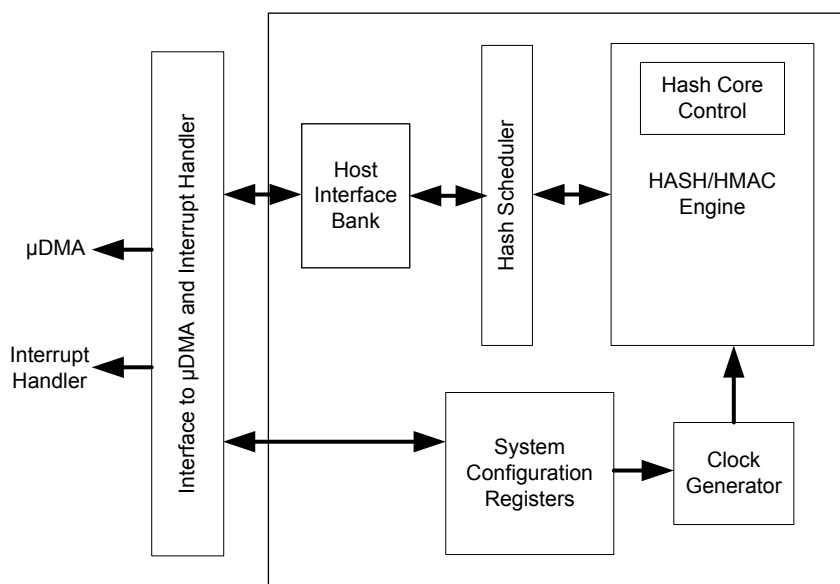 Hash Core
Control
HASH/HMAC
Engine
Hash Scheduler
Host
Interface
Bank
Interface to µDMA and Interrupt Handler
µDMA
Interrupt
Handler
System
Configuration
Registers
Clock
Generator